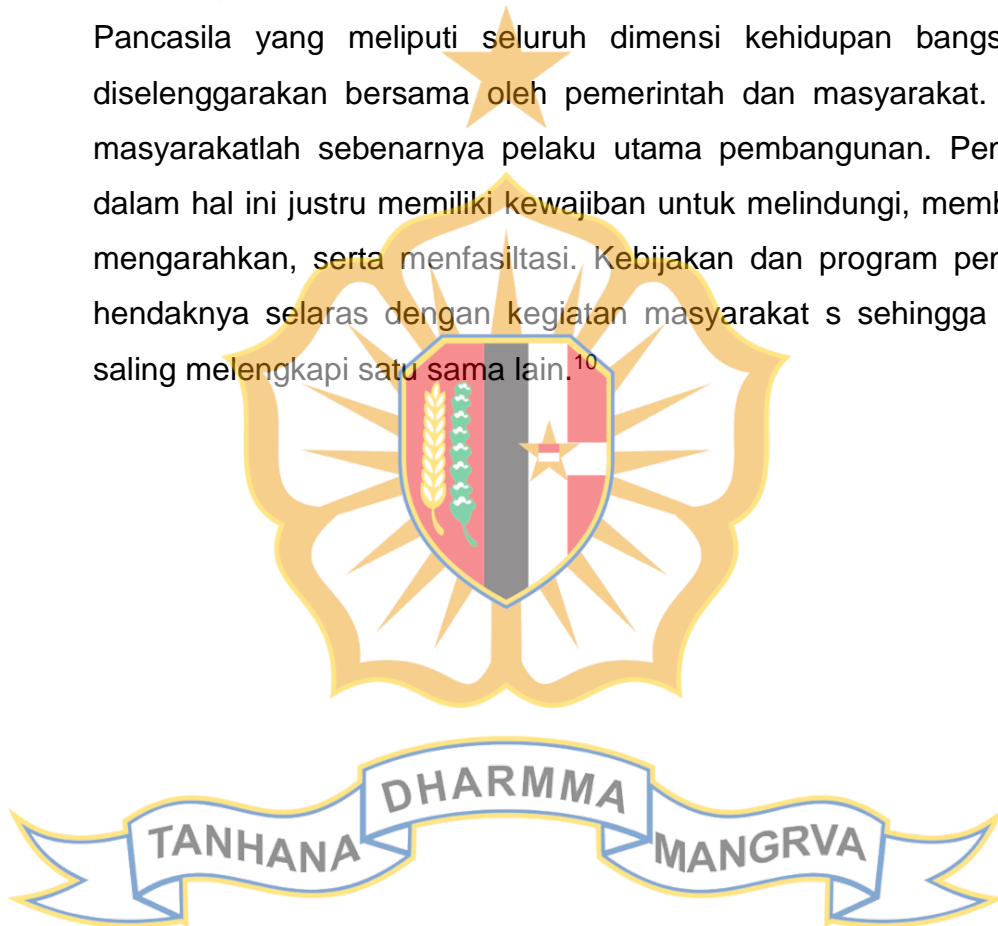 Pancasila yang meliputi seluruh dimensi kehidupan bangs
diselenggarakan bersama oleh pemerintah dan masyarakat.
masyarakatlah sebenarnya pelaku utama pembangunan. Per
dalam hal ini justru memiliki kewajiban untuk melindungi, memb
mengarahkan, serta menfasiltasi. Kebijakan dan program per
hendaknya selaras dengan kegiatan masyarakat s sehingga
saling melengkapi satu sama lain.10
TANHANA DHARMMA MANGRVA